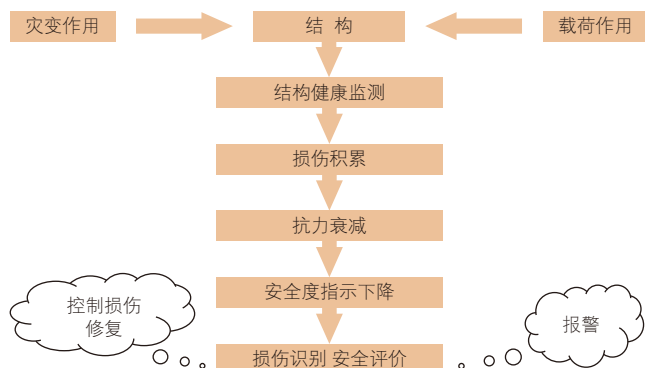 灾变作用
结 构
载荷作用
结构健康监测
损伤积累
抗力衰减
安全度指示下降
控制损伤
修复
报警
损伤识别 安全评价